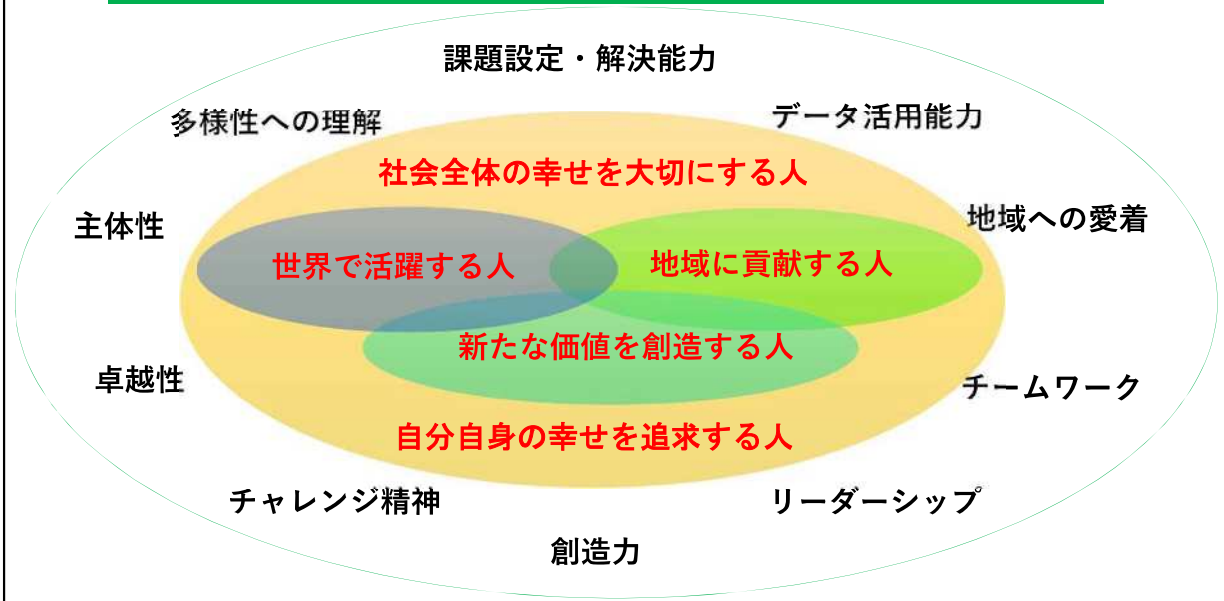 課題設定・解決能力
多様性への理解
データ活用能力
社会全体の幸せを大切にする人
主体性
地域への愛着
世界で活躍する人
地域に貢献する人
新たな価値を創造する人
卓越性
チームワーク
自分自身の幸せを追求する人
チャレンジ精神
リーダーシップ
創造力